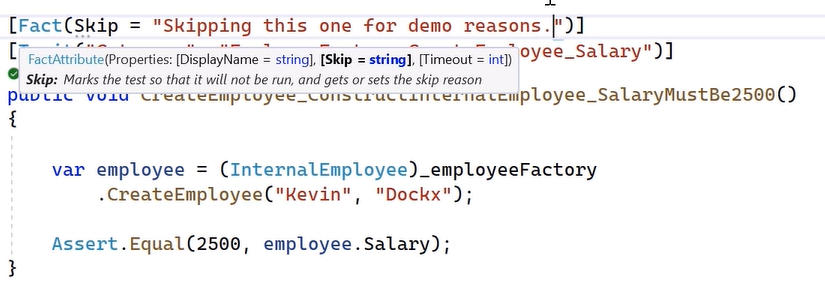 [Fact(Skip = "Skipping this one for demo reasons.")]
Employee_Salary")]
FactAttribute(Properties: [DisplayName = string], [Skip = string], [Timeout = int])
Skip: Marks the test so that it will not be run, and gets or sets the skip reason
public void CreateEmployee_ConstructInternalEmployee_SalaryMustBe2500()
{
var employee = (InternalEmployee)_employeeFactory
.CreateEmployee("Kevin", "Dockx");
Assert.Equal(2500, employee.Salary);
}